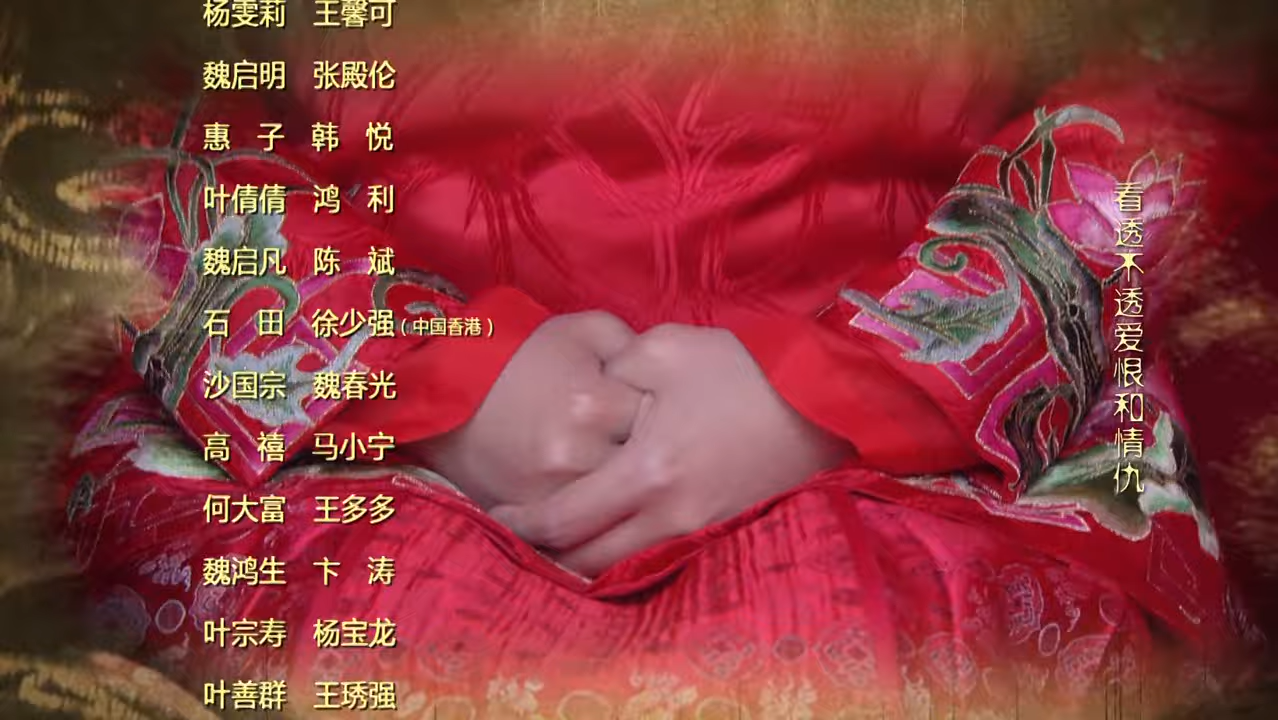 杨雯莉 王馨可
魏启明 张殿伦
惠子 韩悦
叶倩倩 鸿利
魏启凡 陈斌
石田 徐少强(中国香港)
沙国宗 魏春光
高禧 马小宁
何大富 王多多
魏鸿生 卞涛
叶宗寿 杨宝龙
叶善群 王琇强
看透不透爱恨和情仇